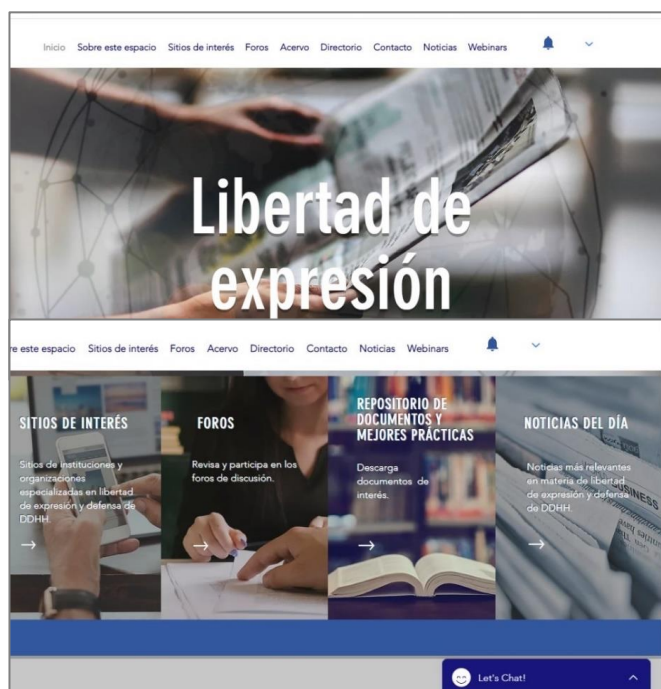 Inicio Sobre este espacio Sitios de interés Foros Acervo Directorio Contacto Noticias Webinars
Libertad de
expresión
re este espacio Sitios de interés Foros Acervo Directorio Contacto Noticias Webinars
SITIOS DE INTERÉS
Sitios de instituciones y
organizaciones
especializadas en libertad
de expresión y defensa de
DDHH.
FOROS
Revisa y participa en los
foros de discusión.
REPOSITORIO DE
DOCUMENTOS Y
MEJORES PRÁCTICAS
Descarga
documentos de
interés.
NOTICIAS DEL DÍA
Noticias más relevantes
en materia de libertad
de expresión y defensa
de DDHH.
BUSINESS
Let's Chat!